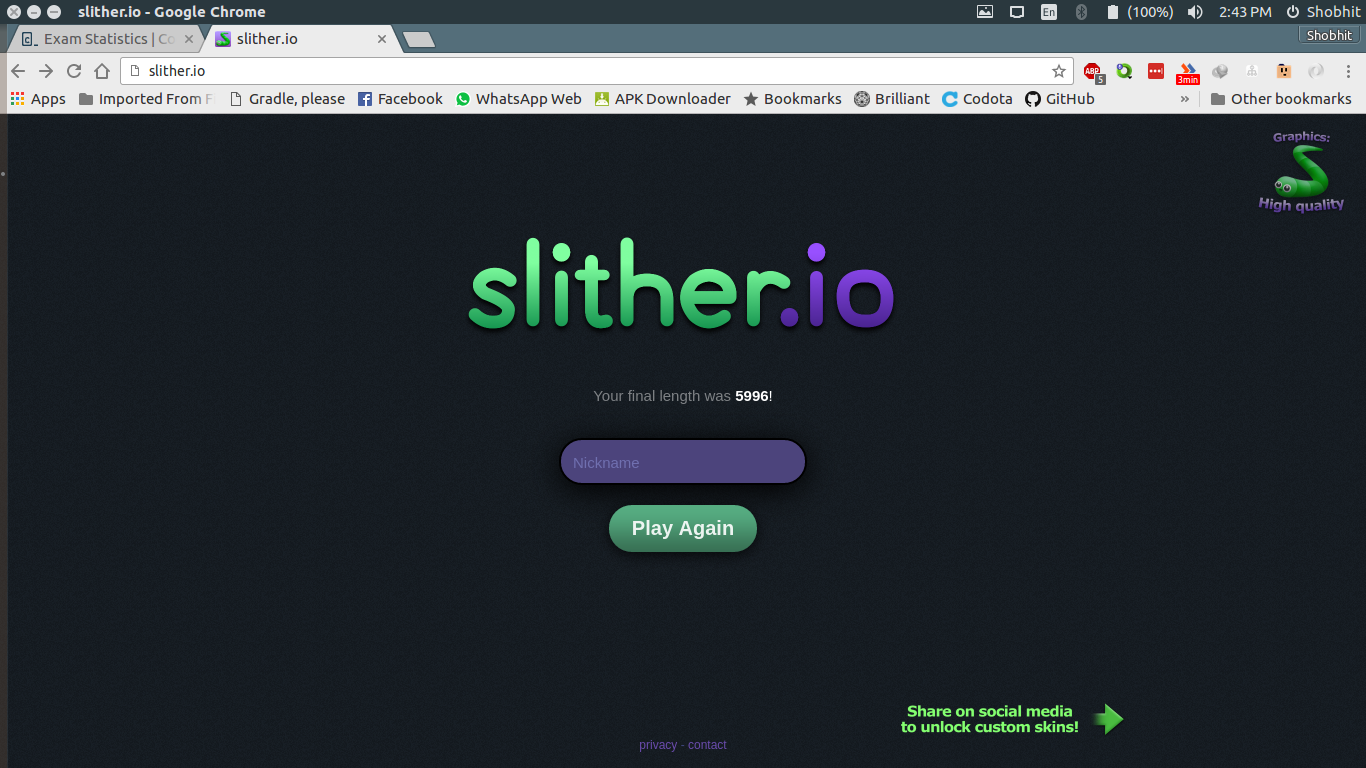 slither.io - Google Chrome
En
(100%)
2:43 PM
Shobhit
Exam Statistics | Co
slither.io
Shobhit
slither.io
ABP
5
3min
Apps
Imported From Fi
Gradle, please
Facebook
WhatsApp Web
APK Downloader
Bookmarks
Brilliant
Codota
GitHub
»
Other bookmarks
Graphics:
High quality
slither.io
Your final length was 5996!
Nickname
Play Again
Share on social media
to unlock custom skins!
privacy - contact